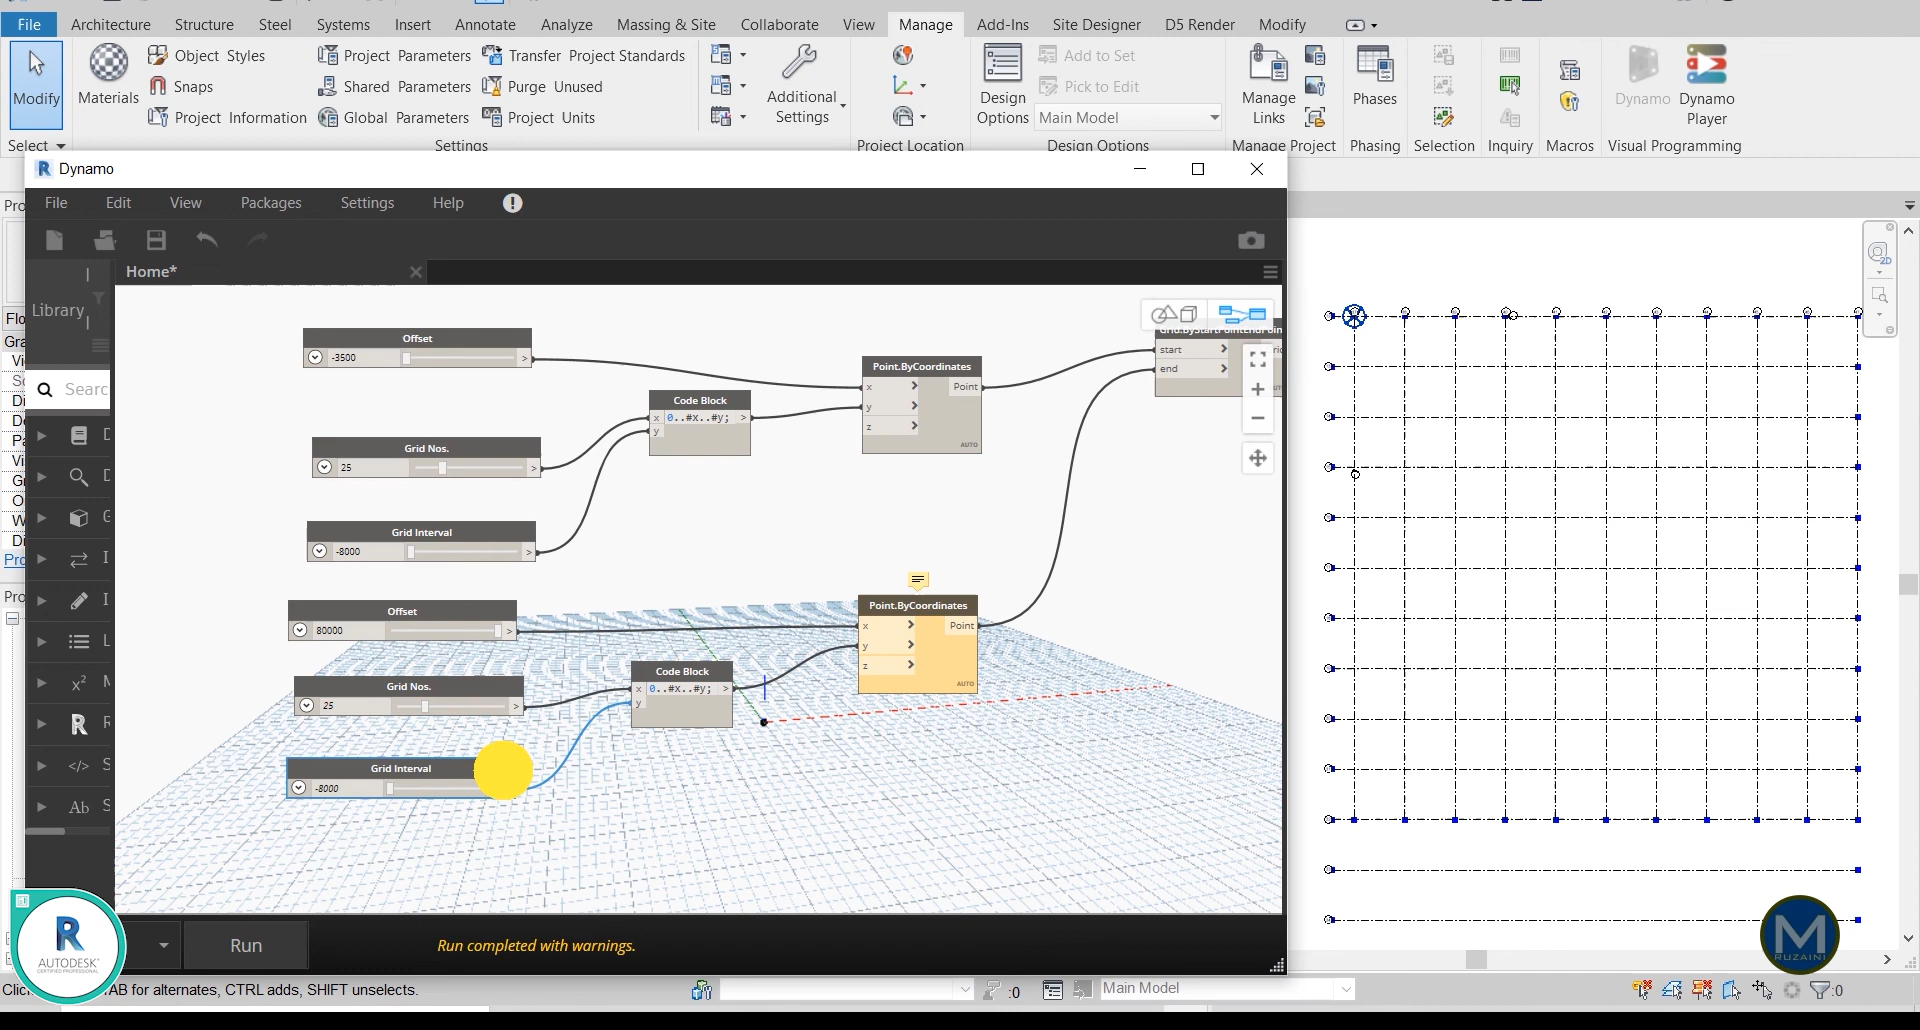 File Architecture Structure Steel Systems Insert Annotate Analyze Massing & Site Collaborate View Manage Add-Ins Site Designer D5 Render Modify
Modify
Materials
Object Styles
Snaps
Project Information
Project Parameters
Shared Parameters
Global Parameters
Transfer Project Standards
Purge Unused
Project Units
Additional
Settings
Design
Options
Add to Set
Pick to Edit
Main Model
Manage
Links
Phases
Dynamo
Dynamo
Player
Select
Settings
Project Location
Design Options
Manage Project
Phasing
Selection
Inquiry
Macros
Visual Programming
R Dynamo
File Edit View Packages Settings Help
Home*
Library
Searc
Offset
-3500 >
Grid Nos.
25 >
Grid Interval
-8000 >
Code Block
x 0..#x..#y; >
y
Point.ByCoordinates
x > Point
y >
z >
AUTO
start >
end >
Offset
80000 >
Grid Nos.
25 >
Grid Interval
-8000
Code Block
x 0..#x..#y; >
y
Point.ByCoordinates
x > Point
y >
z >
AUTO
2D
Run
Run completed with warnings.
R
AUTODESK
CERTIFIED PROFESSIONAL
M
RUZAINI
AB for alternates, CTRL adds, SHIFT unselects.
:0
Main Model
:0